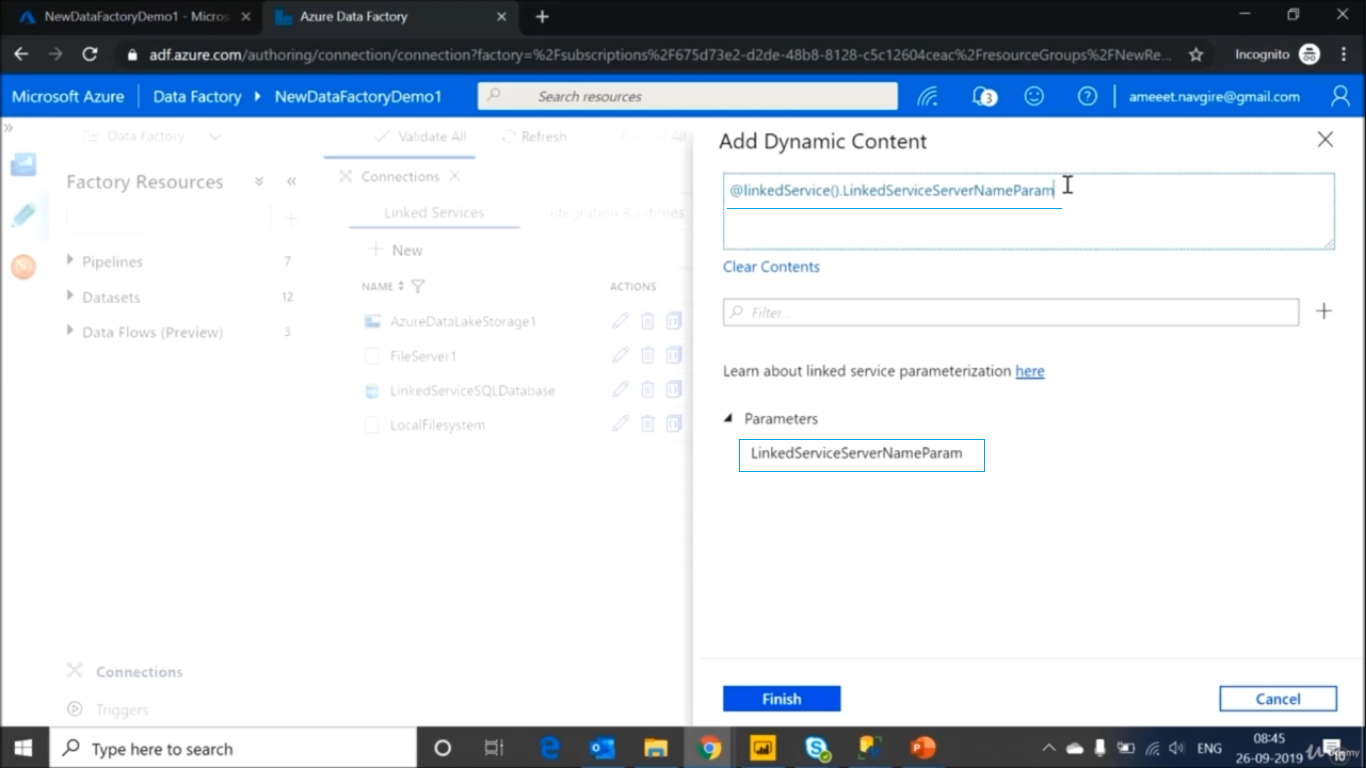 NewDataFactoryDemo1 - Micros
Azure Data Factory
adf.azure.com/authoring/connection/connection?factory=%2Fsubscriptions%2F675d73e2-d2de-48b8-8128-c5c12604ceac%2FresourceGroups%2FNewRe...
Incognito
Microsoft Azure
Data Factory
NewDataFactoryDemo1
Search resources
3
ameeet.navgire@gmail.com
Data Factory
Validate All
Refresh
Discard All
Add Dynamic Content
Factory Resources
Connections
@linkedService().LinkedServiceServerNameParam
Linked Services
Integration Runtimes
New
Pipelines 7
Clear Contents
NAME
ACTIONS
Datasets 12
Filter...
AzureDataLakeStorage1
Data Flows (Preview) 3
FileServer1
Learn about linked service parameterization here
LinkedServiceSQLDatabase
LocalFilesystem
Parameters
LinkedServiceServerNameParam
Connections
Triggers
Finish
Cancel
Type here to search
ENG
08:45
26-09-2019
10